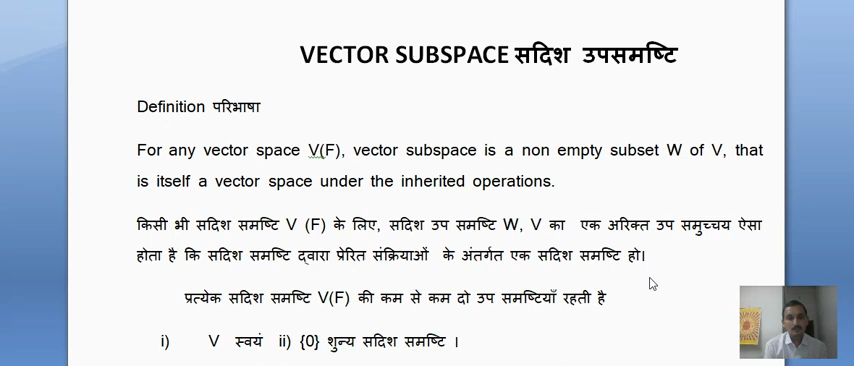 VECTOR SUBSPACE सदिश उपसमष्टि
Definition परिभाषा
For any vector space V(F), vector subspace is a non empty subset W of V, that
is itself a vector space under the inherited operations.
किसी भी सदिश समष्टि V (F) के लिए, सदिश उप समष्टि W, V का एक अरिक्त उप समुच्चय ऐसा
होता है कि सदिश समष्टि द्वारा प्रेरित संक्रियाओं के अंतर्गत एक सदिश समष्टि हो।
प्रत्येक सदिश समष्टि V(F) की कम से कम दो उप समष्टियाँ रहती है
i) V स्वयं ii) {0} शुन्य सदिश समष्टि ।